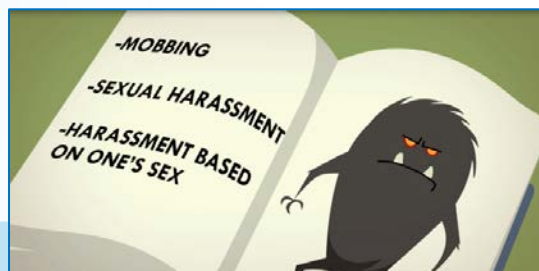 -MOBBING
-SEXUAL HARASSMENT
-HARASSMENT BASED
ON ONE'S SEX